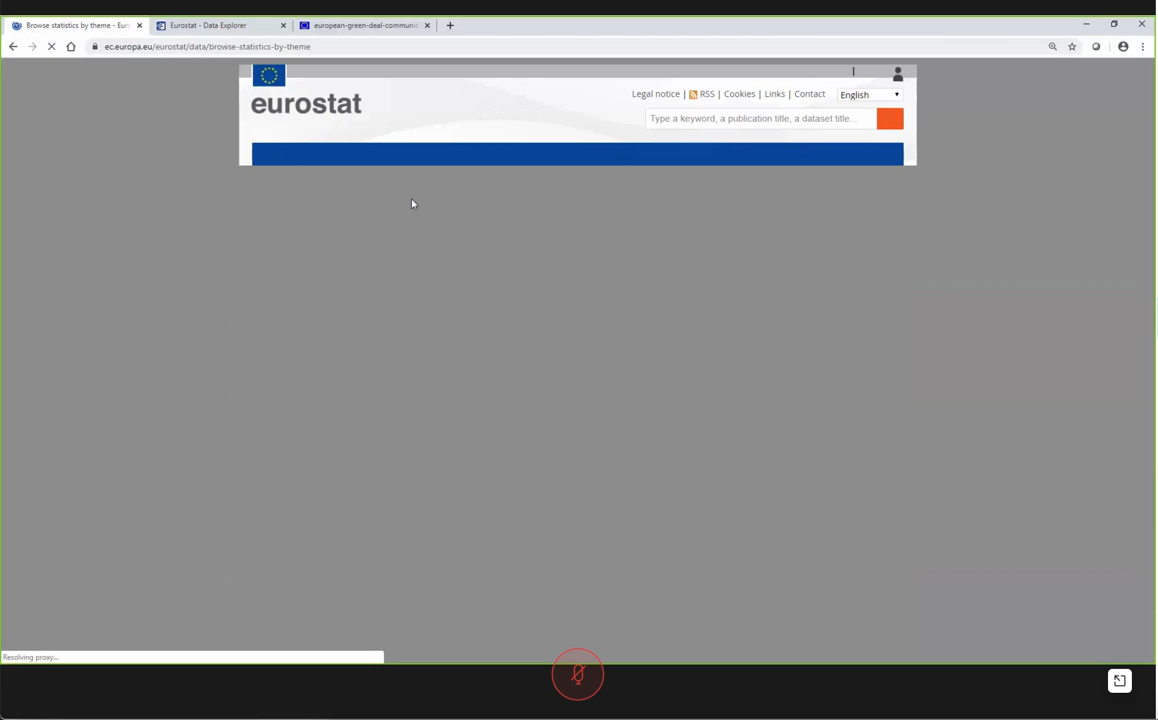 Browse statistics by theme - Euro
Eurostat - Data Explorer
european-green-deal-communic
ec.europa.eu/eurostat/data/browse-statistics-by-theme
Legal notice | RSS | Cookies | Links | Contact
English
eurostat
Type a keyword, a publication title, a dataset title...
Resolving proxy...